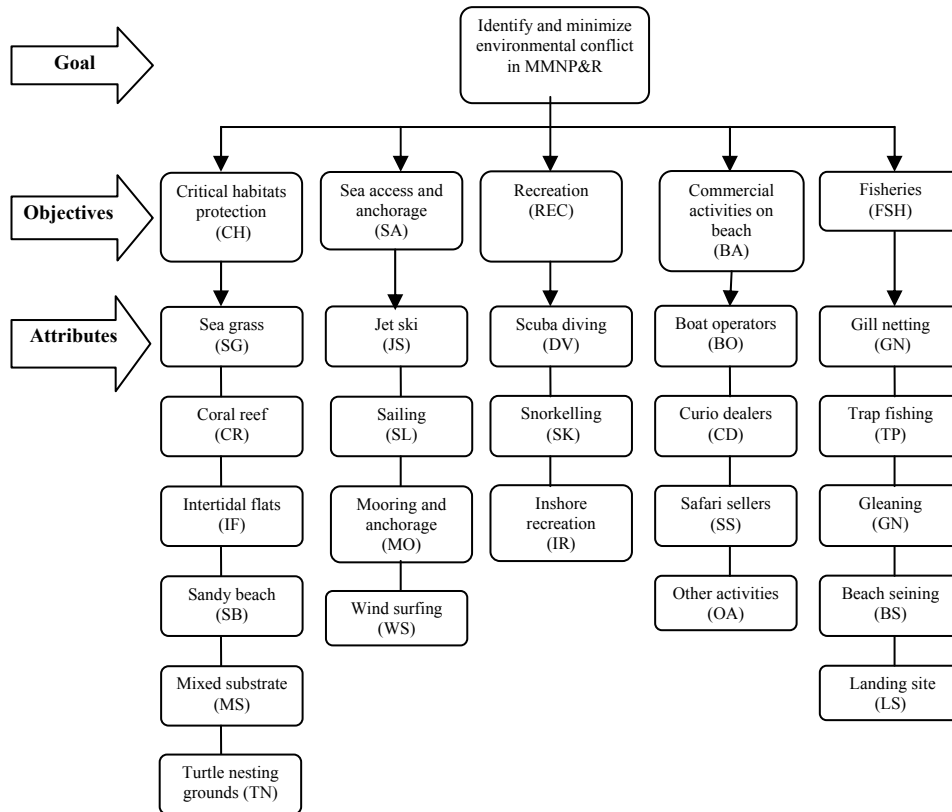 Goal
Identify and minimize
environmental conflict
in MMNP&R
Objectives
Critical habitats
protection
(CH)
Sea access and
anchorage
(SA)
Recreation
(REC)
Commercial
activities on
beach
(BA)
Fisheries
(FSH)
Attributes
Sea grass
(SG)
Jet ski
(JS)
Scuba diving
(DV)
Boat operators
(BO)
Gill netting
(GN)
Coral reef
(CR)
Sailing
(SL)
Snorkelling
(SK)
Curio dealers
(CD)
Trap fishing
(TP)
Intertidal flats
(IF)
Mooring and
anchorage
(MO)
Inshore
recreation
(IR)
Safari sellers
(SS)
Gleaning
(GN)
Sandy beach
(SB)
Wind surfing
(WS)
Other activities
(OA)
Beach seining
(BS)
Mixed substrate
(MS)
Landing site
(LS)
Turtle nesting
grounds (TN)